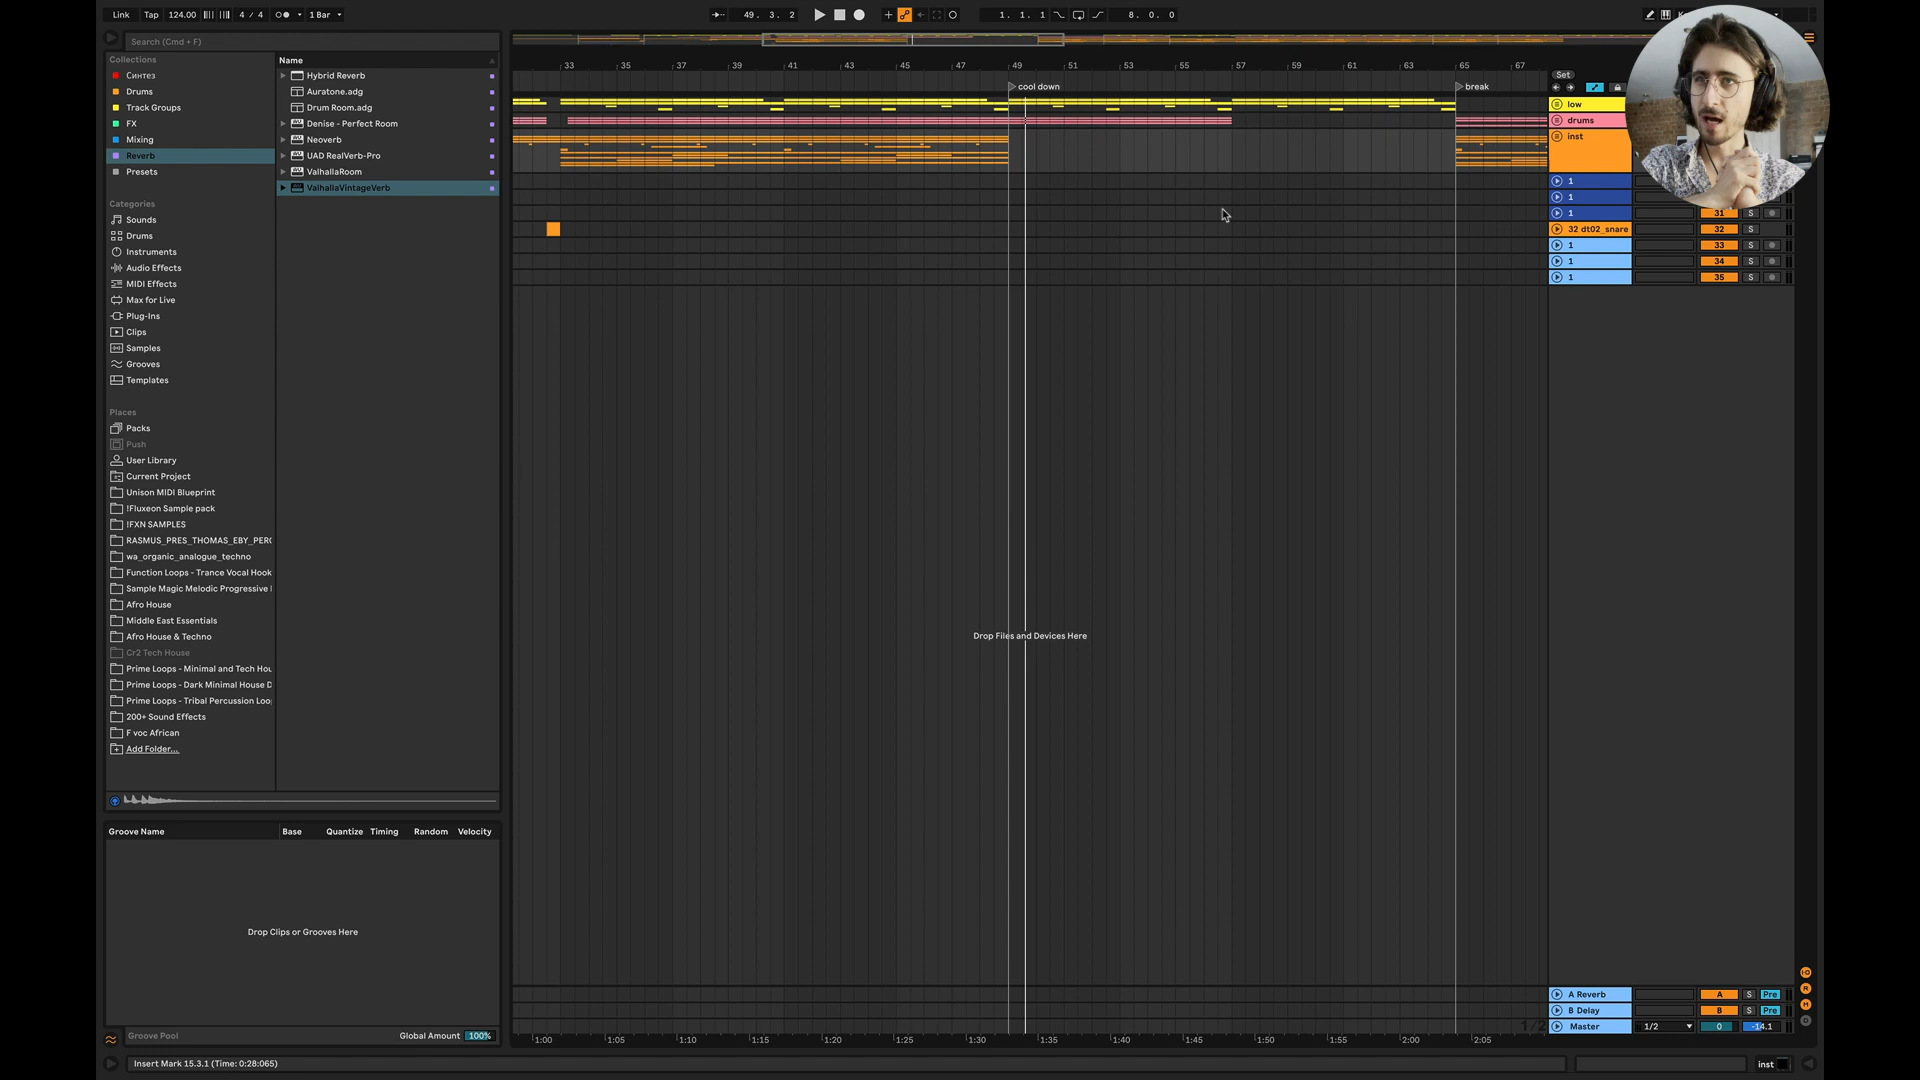 Link
Tap
124.00
4 / 4
1 Bar
49. 3. 2
1. 1. 1
8. 0. 0
Search (Cmd + F)
Collections
Синтез
Drums
Track Groups
FX
Mixing
Reverb
Presets
Categories
Sounds
Drums
Instruments
Audio Effects
MIDI Effects
Max for Live
Plug-Ins
Clips
Samples
Grooves
Templates
Places
Packs
Push
User Library
Current Project
Unison MIDI Blueprint
!Fluxeon Sample pack
!FXN SAMPLES
RASMUS_PRES_THOMAS_EBY_PERC
wa_organic_analogue_techno
Function Loops - Trance Vocal Hook
Sample Magic Melodic Progressive
Afro House
Middle East Essentials
Afro House & Techno
Cr2 Tech House
Prime Loops - Minimal and Tech Hou
Prime Loops - Dark Minimal House D
Prime Loops - Tribal Percussion Loo
200+ Sound Effects
F voc African
Add Folder...
Name
Hybrid Reverb
Auratone.adg
Drum Room.adg
Denise - Perfect Room
Neoverb
UAD RealVerb-Pro
ValhallaRoom
ValhallaVintageVerb
Groove Name
Base
Quantize
Timing
Random
Velocity
Drop Clips or Grooves Here
Groove Pool
Global Amount
100%
33
35
37
39
41
43
45
47
49
51
53
55
57
59
61
63
65
67
cool down
break
Set
low
drums
inst
1
1
1
31
S
32 dt02_snare
32
S
1
33
S
1
34
S
1
35
S
Drop Files and Devices Here
A Reverb
A
S
Pre
B Delay
B
S
Pre
Master
1/2
0
-14.1
1/2
1:00
1:05
1:10
1:15
1:20
1:25
1:30
1:35
1:40
1:45
1:50
1:55
2:00
2:05
Insert Mark 15.3.1 (Time: 0:28:065)
inst